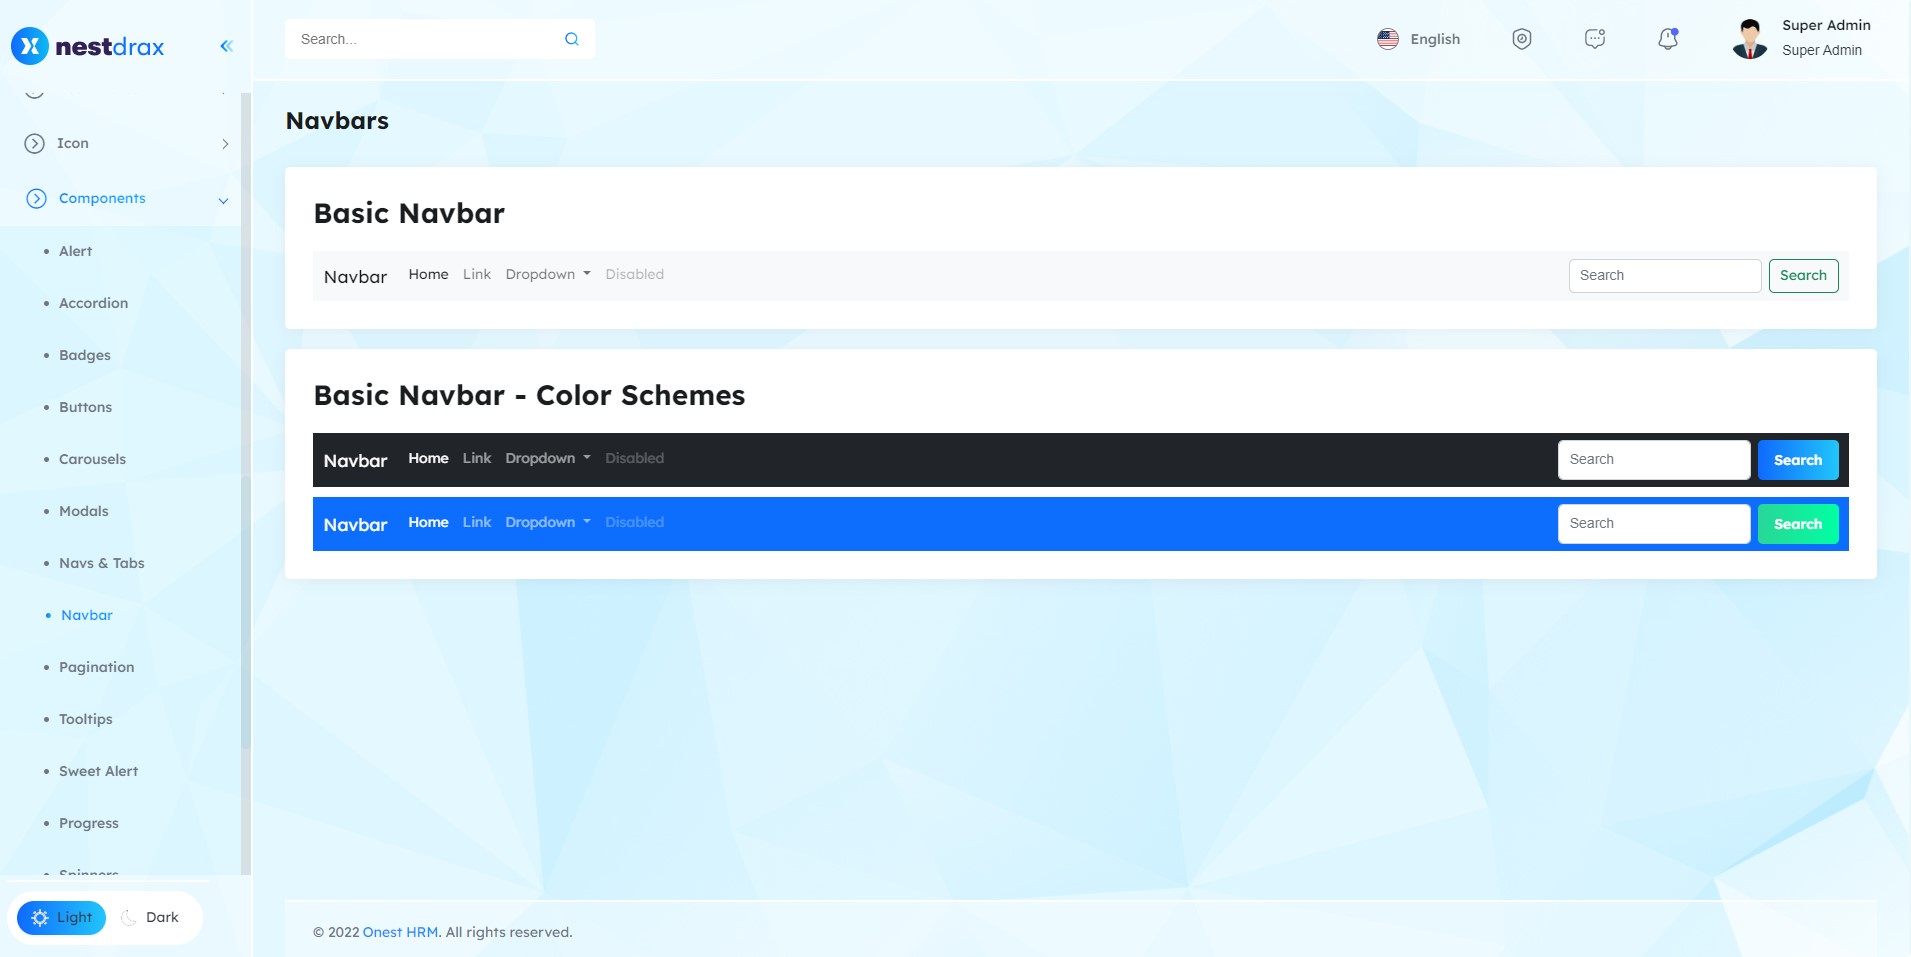 nestdrax
Search...
English
Super Admin
Super Admin
Icon
Components
Alert
Accordion
Badges
Buttons
Carousels
Modals
Navs & Tabs
Navbar
Pagination
Tooltips
Sweet Alert
Progress
Spinners
Light Dark
Navbars
Basic Navbar
Navbar Home Link Dropdown Disabled Search Search
Basic Navbar - Color Schemes
Navbar Home Link Dropdown Disabled Search Search
Navbar Home Link Dropdown Disabled Search Search
© 2022 Onest HRM. All rights reserved.